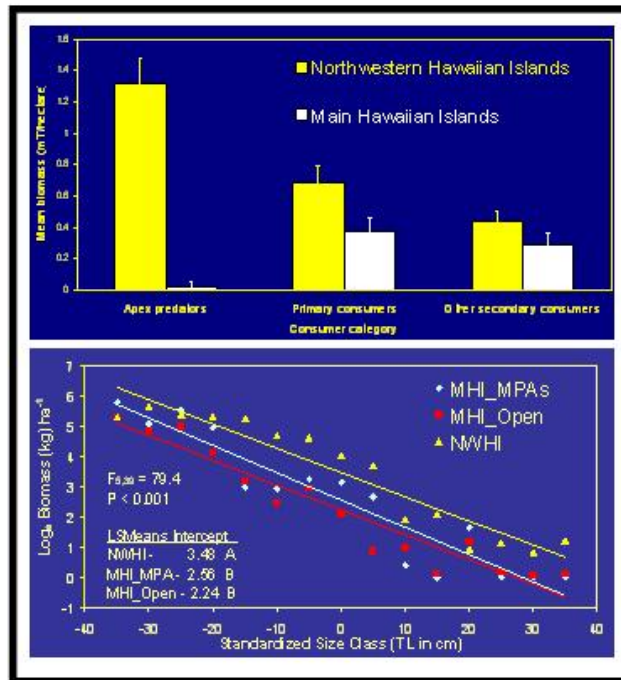 1.6
1.4
1.2
1
0.8
0.6
0.4
0.2
0
Mean biomass (mT/hectare)
Northwestern Hawaiian Islands
Main Hawaiian Islands
Apex predators Primary consumers Other secondary consumers
Consumer category
7
6
5
4
3
2
1
0
-1
Biomass (kg) ha⁻¹
MHI_MPAs
MHI_Open
NWHI
= 79.4
P < 0.001
LSMeans Intercept
NWHI- 3.48 A
MHI_MPA- 2.56 B
MHI_Open - 2.24 B
-40 -30 -20 -10 0 10 20 30 40
Standardized Size Class (TL in cm)